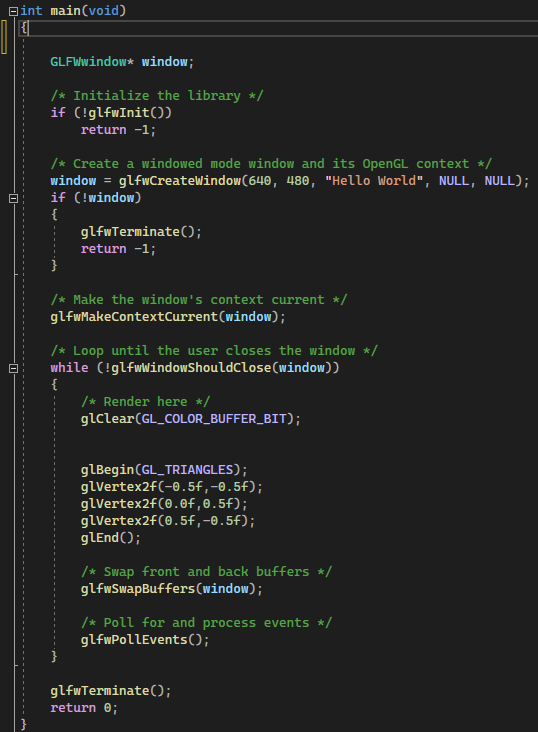 int main(void)
{
GLFWwindow* window;
/* Initialize the library */
if (!glfwInit())
return -1;
/* Create a windowed mode window and its OpenGL context */
window = glfwCreateWindow(640, 480, "Hello World", NULL, NULL);
if (!window)
{
glfwTerminate();
return -1;
}
/* Make the window's context current */
glfwMakeContextCurrent(window);
/* Loop until the user closes the window */
while (!glfwWindowShouldClose(window))
{
/* Render here */
glClear(GL_COLOR_BUFFER_BIT);
glBegin(GL_TRIANGLES);
glVertex2f(-0.5f,-0.5f);
glVertex2f(0.0f,0.5f);
glVertex2f(0.5f,-0.5f);
glEnd();
/* Swap front and back buffers */
glfwSwapBuffers(window);
/* Poll for and process events */
glfwPollEvents();
}
glfwTerminate();
return 0;
}